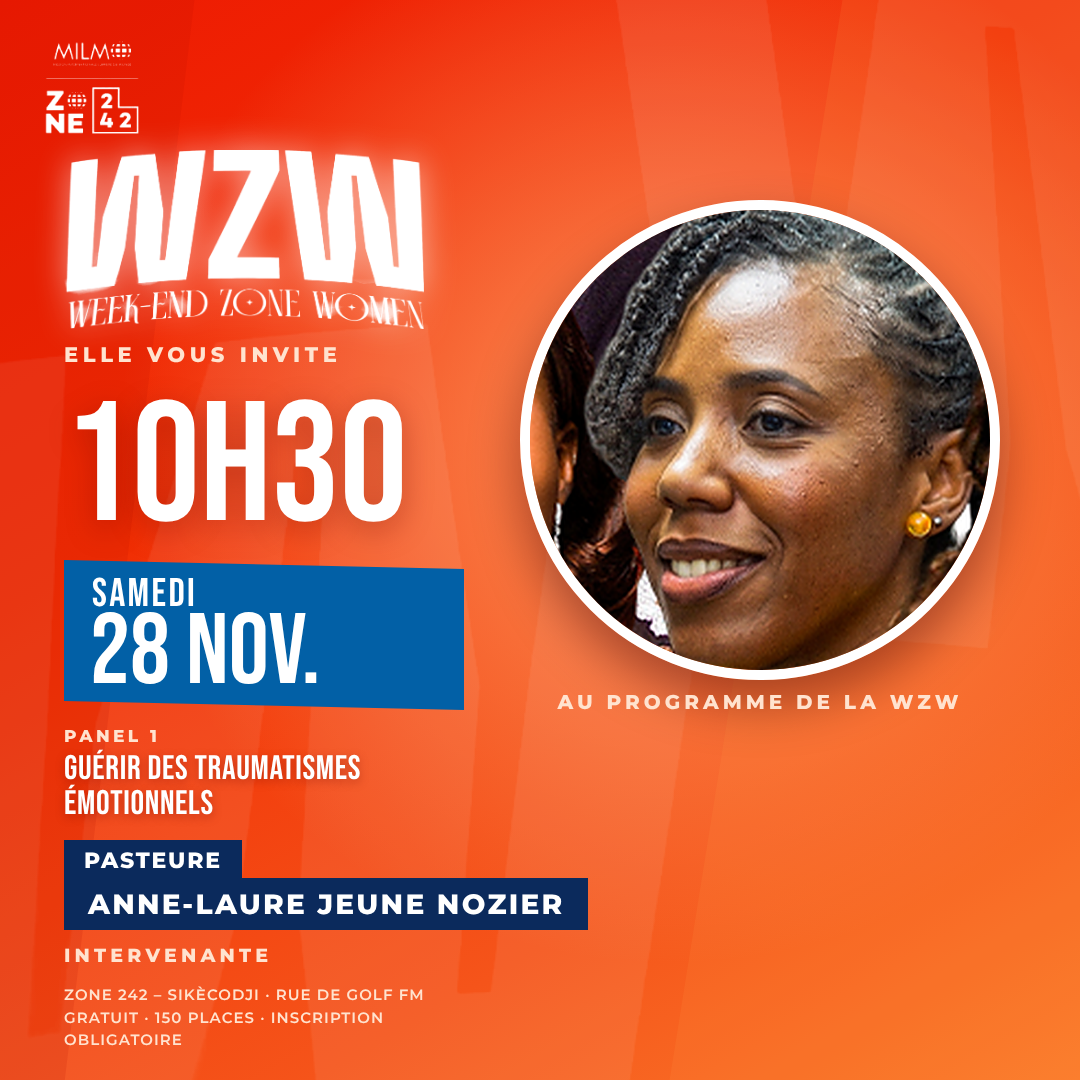 MILM
Z NE
242
WZW
WEEK-END ZONE WOMEN
ELLE VOUS INVITE
10H30
SAMEDI
28 NOV.
AU PROGRAMME DE LA WZW
PANEL 1
GUÉRIR DES TRAUMATISMES
ÉMOTIONNELS
PASTEURE
ANNE-LAURE JEUNE NOZIER
INTERVENANTE
ZONE 242 – SIKÈCODJI · RUE DE GOLF FM
GRATUIT · 150 PLACES · INSCRIPTION
OBLIGATOIRE